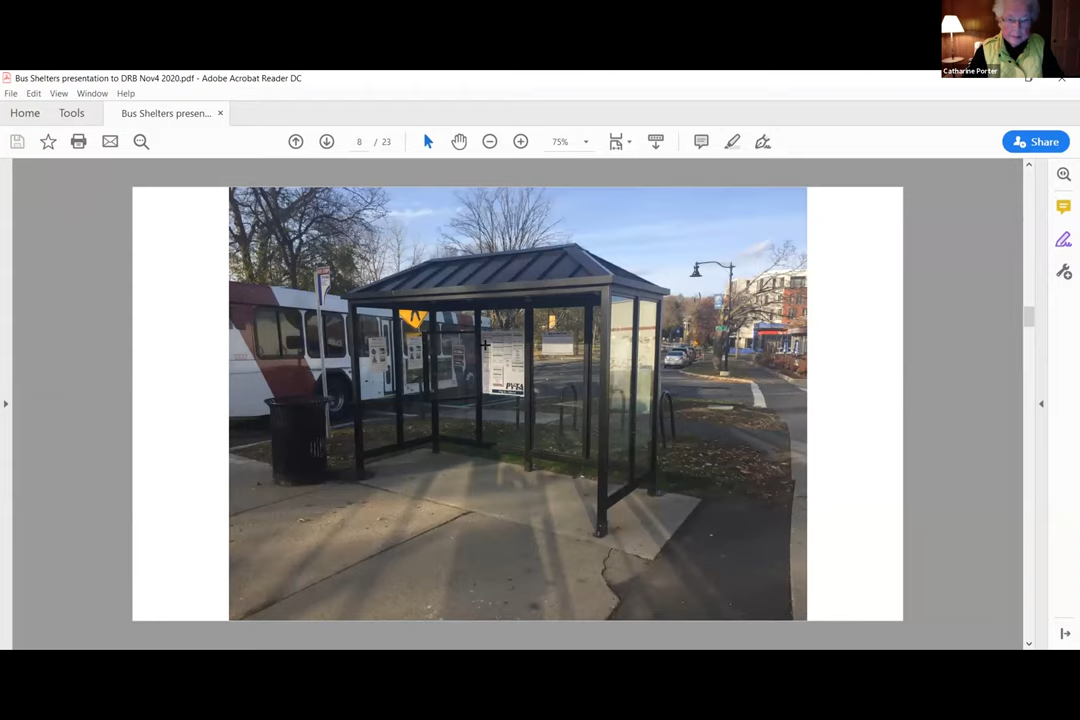 Catharine Porter
Bus Shelters presentation to DRB Nov4 2020.pdf - Adobe Acrobat Reader DC
File Edit View Window Help
Home Tools Bus Shelters presen... ×
8 / 23 75% Share
PVTA